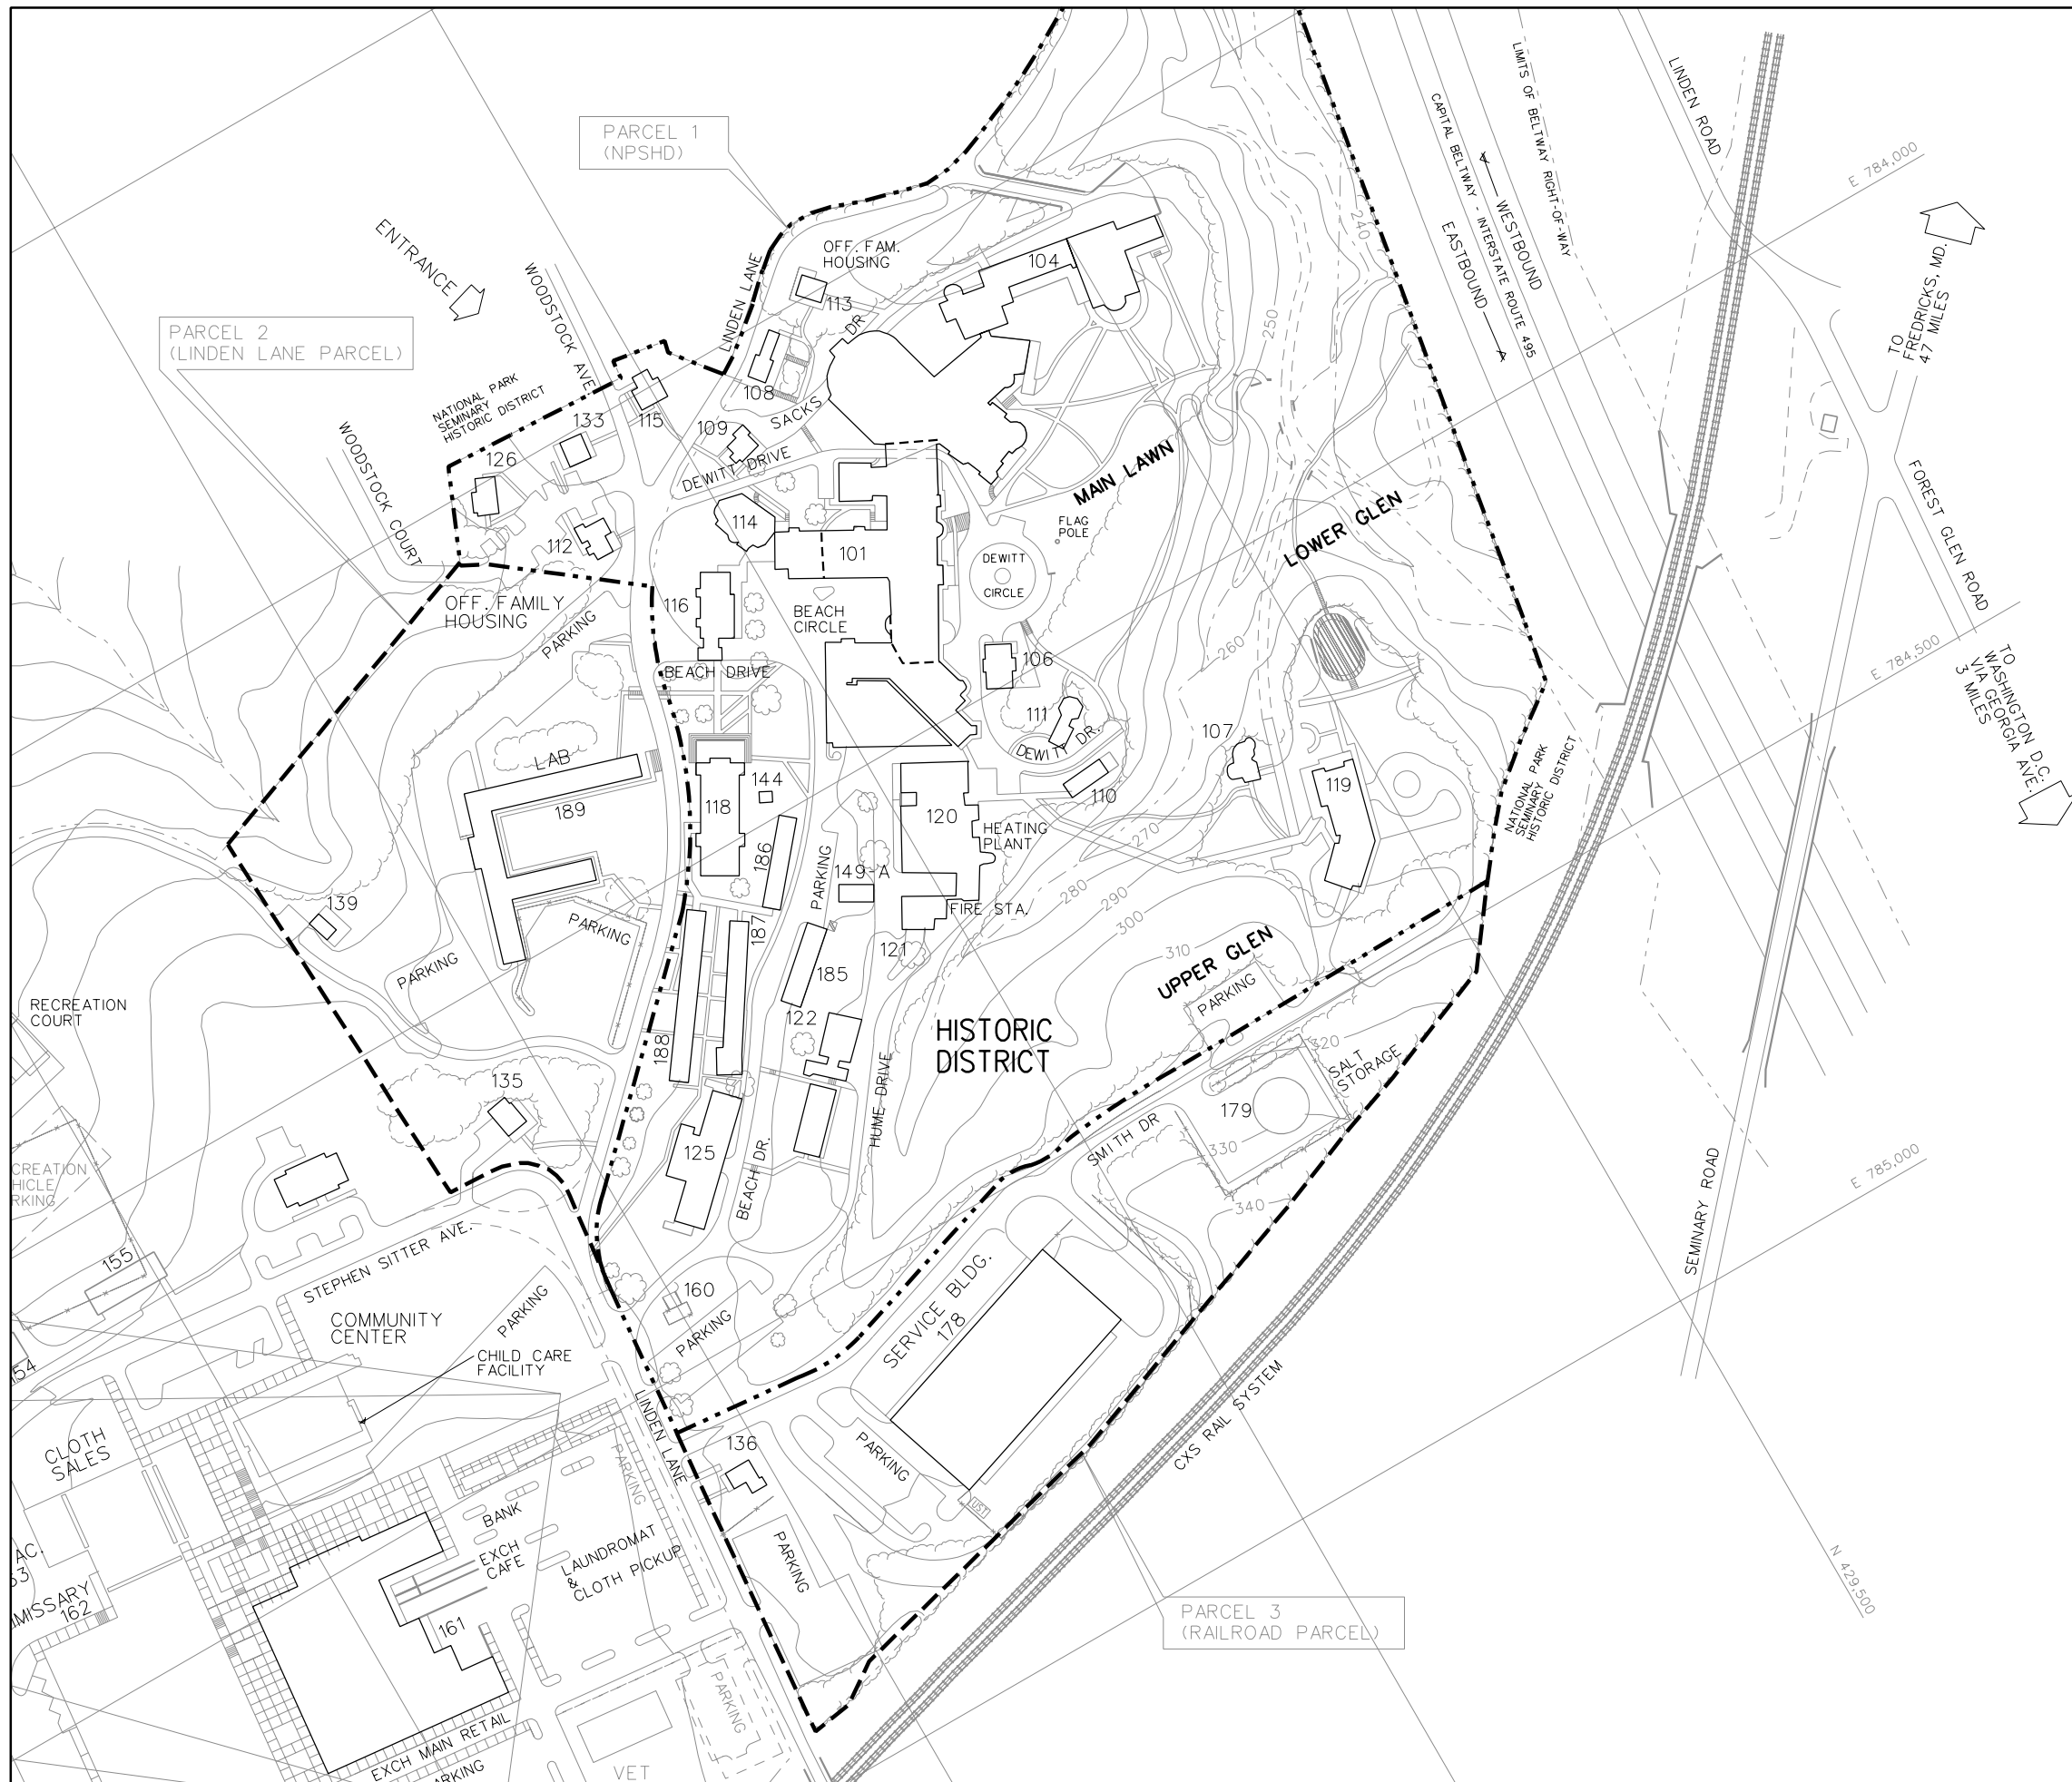 PARCEL 1
(NPSHD)
ENTRANCE
WOODSTOCK AVE
LINDEN LANE
OFF. FAM.
HOUSING
113
104
DR
SACKS
108
109
DEWITT DRIVE
PARCEL 2
(LINDEN LANE PARCEL)
NATIONAL PARK
SEMINARY
HISTORIC DISTRICT
WOODSTOCK COURT
133
115
126
112
114
101
116
BEACH
CIRCLE
MAIN LAWN
FLAG
POLE
DEWITT
CIRCLE
LOWER GLEN
240
250
260
270
280
290
300
310
320
330
340
LIMITS OF BELTWAY RIGHT-OF-WAY
CAPITAL BELTWAY - INTERSTATE ROUTE 495
WESTBOUND
EASTBOUND
LINDEN ROAD
E 784,000
TO
FREDRICKS, MD.
47 MILES
FOREST GLEN ROAD
E 784,500
TO
WASHINGTON D.C.
VIA GEORGIA AVE.
3 MILES
OFF. FAMILY
HOUSING
PARKING
BEACH DRIVE
106
111
DEWITT DR.
110
107
119
NATIONAL PARK
SEMINARY
HISTORIC DISTRICT
LAB
189
118
144
186
120
HEATING
PLANT
149-A
PARKING
FIRE STA.
121
187
185
188
122
139
PARKING
PARKING
RECREATION
COURT
135
125
BEACH DR.
HUME DRIVE
HISTORIC
DISTRICT
UPPER GLEN
PARKING
SALT
STORAGE
179
SMITH DR
SEMINARY ROAD
E 785,000
CREATION
HICLE
RKING
155
154
STEPHEN SITTER AVE.
COMMUNITY
CENTER
PARKING
CHILD CARE
FACILITY
160
PARKING
SERVICE BLDG.
178
CXS RAIL SYSTEM
N 429,500
LINDEN LANE
PARKING
136
PARKING
UST
PARKING
CLOTH
SALES
BANK
EXCH
CAFE
LAUNDROMAT
&
CLOTH PICKUP
AC.
53
MISSARY
162
161
PARKING
EXCH MAIN RETAIL
ARKING
VET
PARCEL 3
(RAILROAD PARCEL)